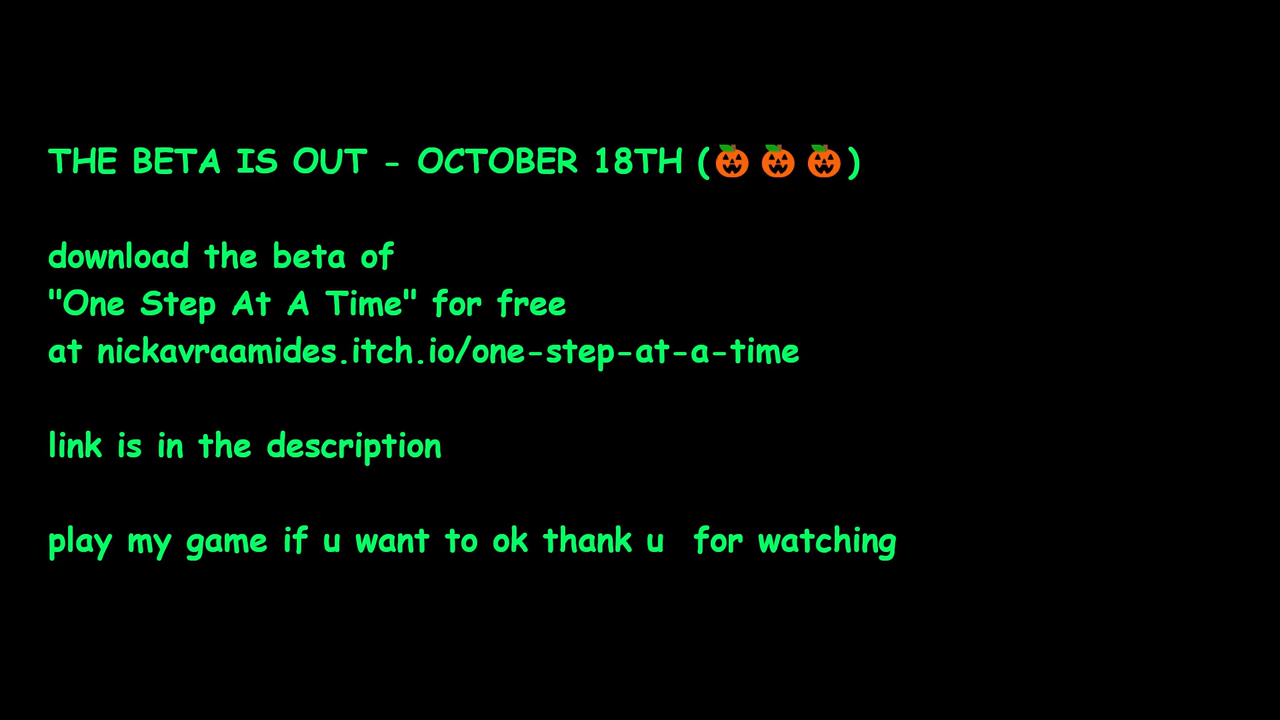 THE BETA IS OUT - OCTOBER 18TH (🎃🎃🎃)
download the beta of
"One Step At A Time" for free
at nickavraamides.itch.io/one-step-at-a-time
link is in the description
play my game if u want to ok thank u  for watching